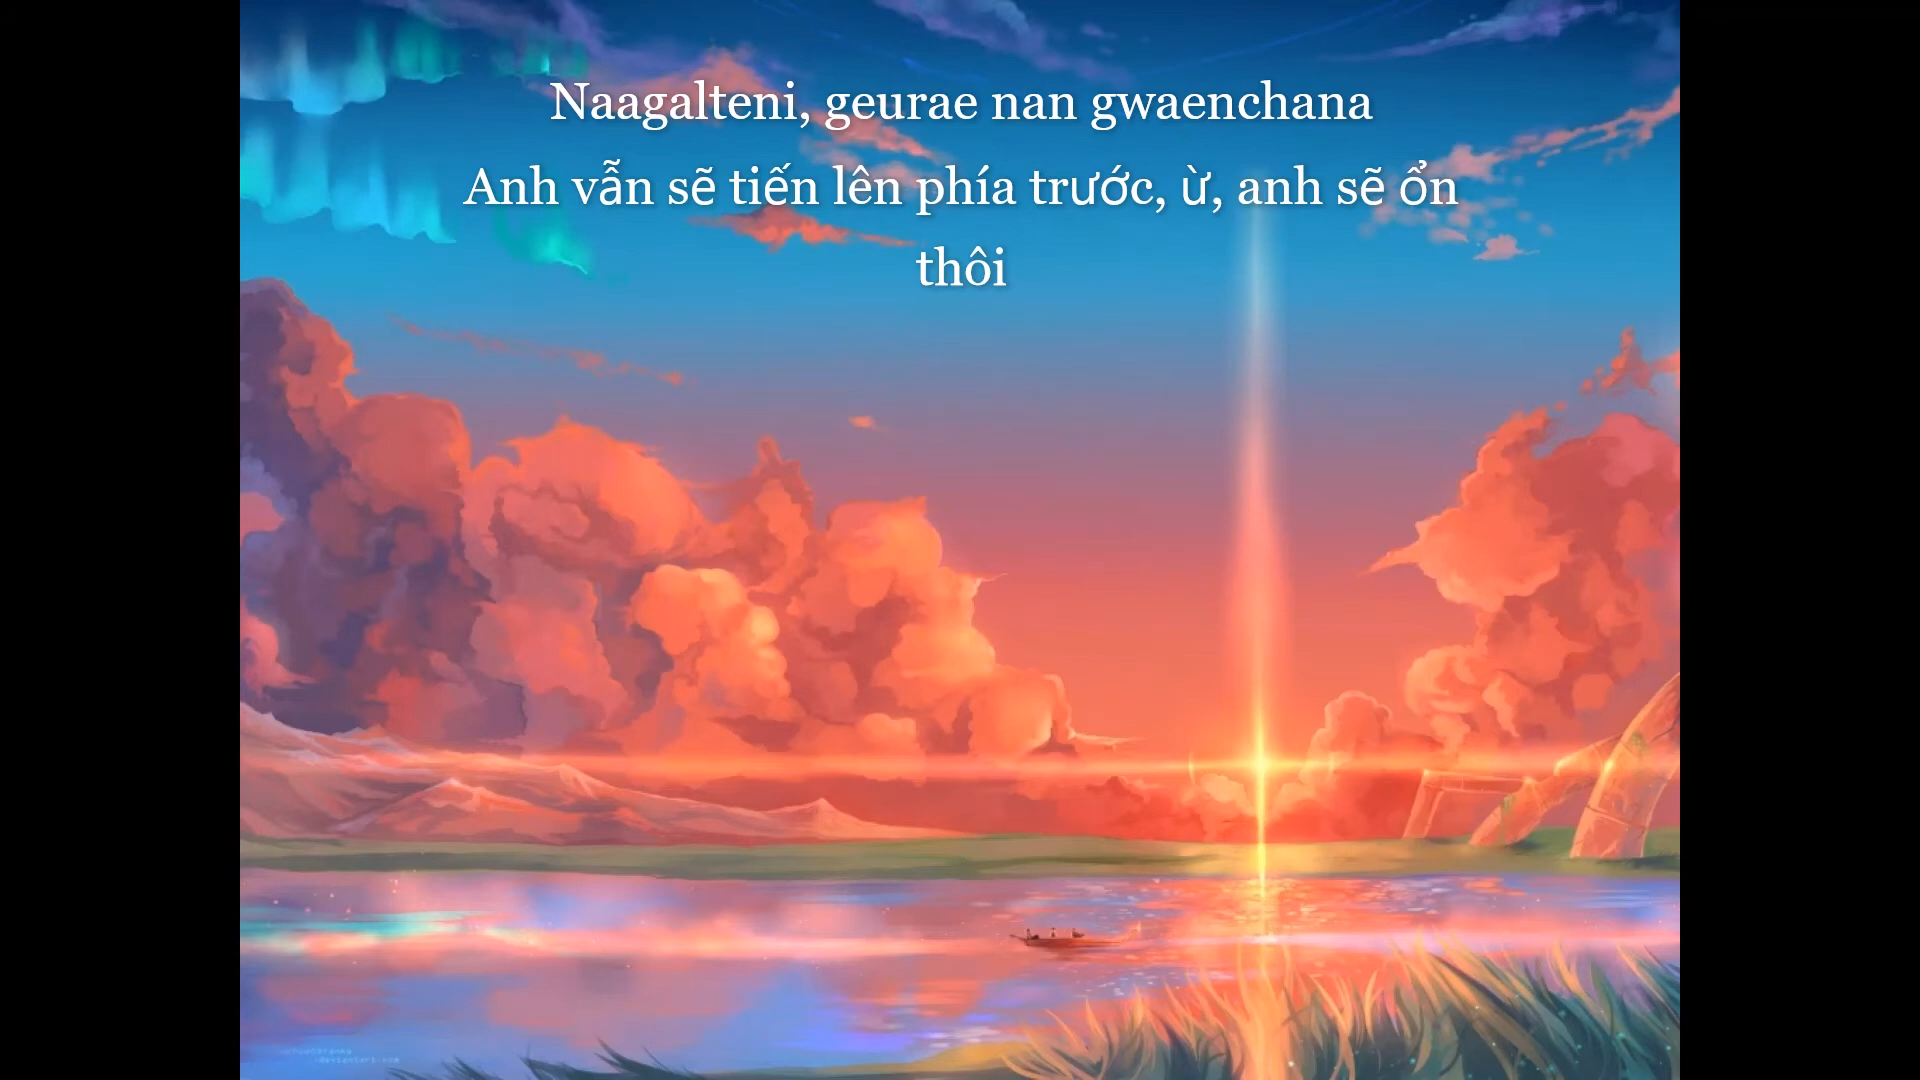 Naagalteni, geurae nan gwaenchana
Anh vẫn sẽ tiến lên phía trước, ừ, anh sẽ ổn
thôi